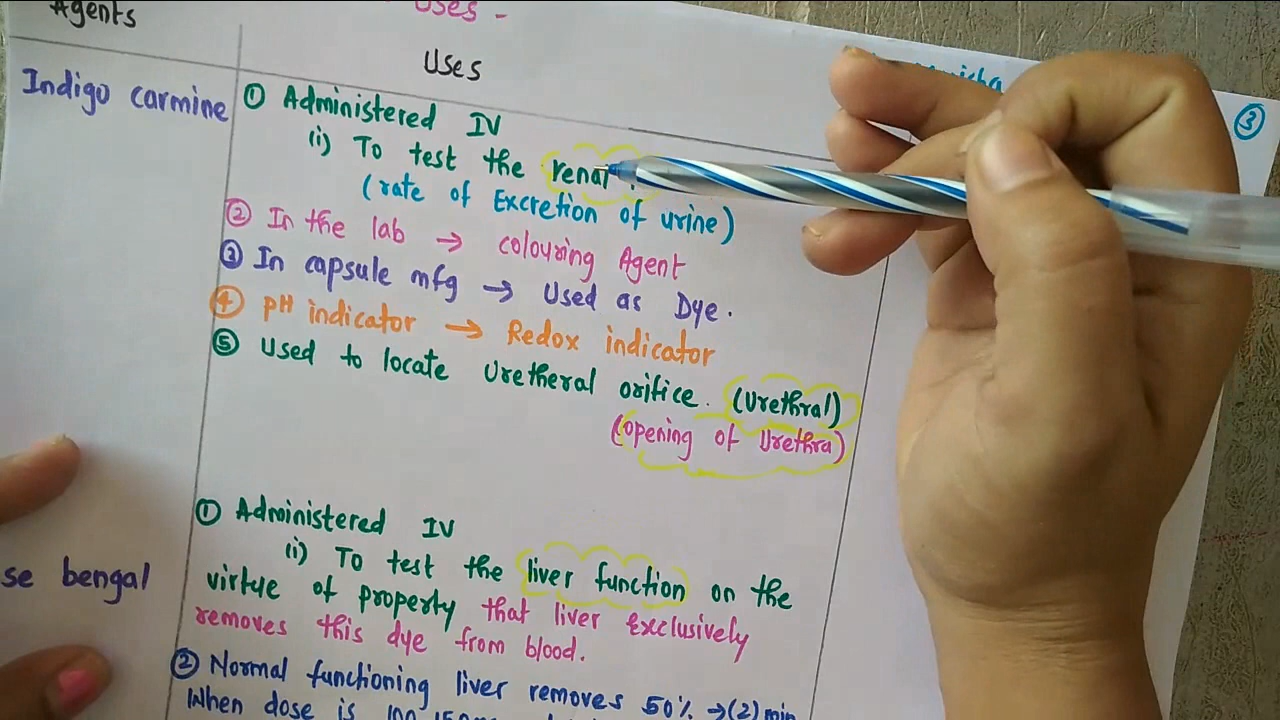 Agents
Uses -
Uses
③
Indigo carmine
① Administered IV
(i) To test the renal
(rate of Excretion of urine)
② In the lab → colouring Agent
③ In capsule mfg → Used as Dye.
④ pH indicator → Redox indicator
⑤ Used to locate Uretheral orifice. (Urethral)
(opening of Urethra)
se bengal
① Administered IV
(i) To test the liver function on the
virtue of property that liver Exclusively
removes this dye from blood.
② Normal functioning liver removes 50% → (2) min
When dose is